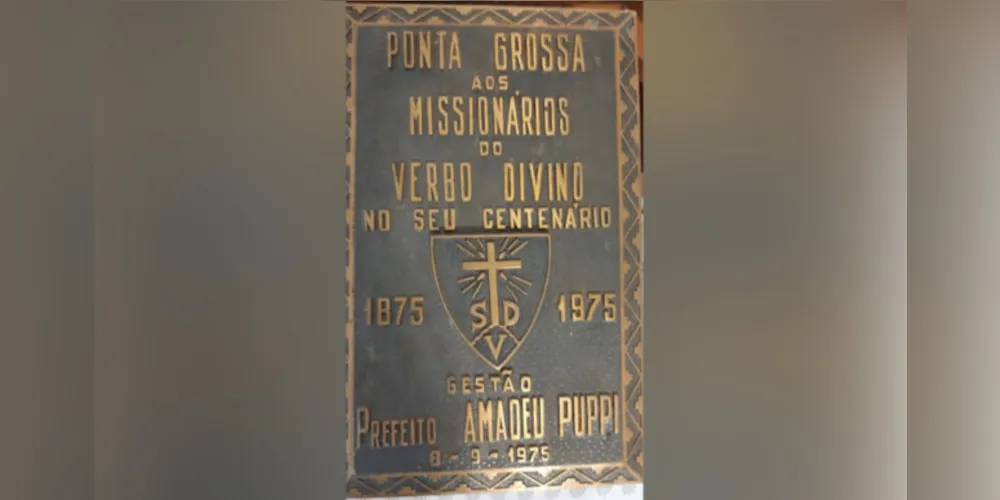 PONTA GROSSA
AOS
MISSIONÁRIOS
DO
VERBO DIVINO
NO SEU CENTENÁRIO
1875 SVD 1975
GESTÃO
PREFEITO AMADEU PUPPI
8-9-1975